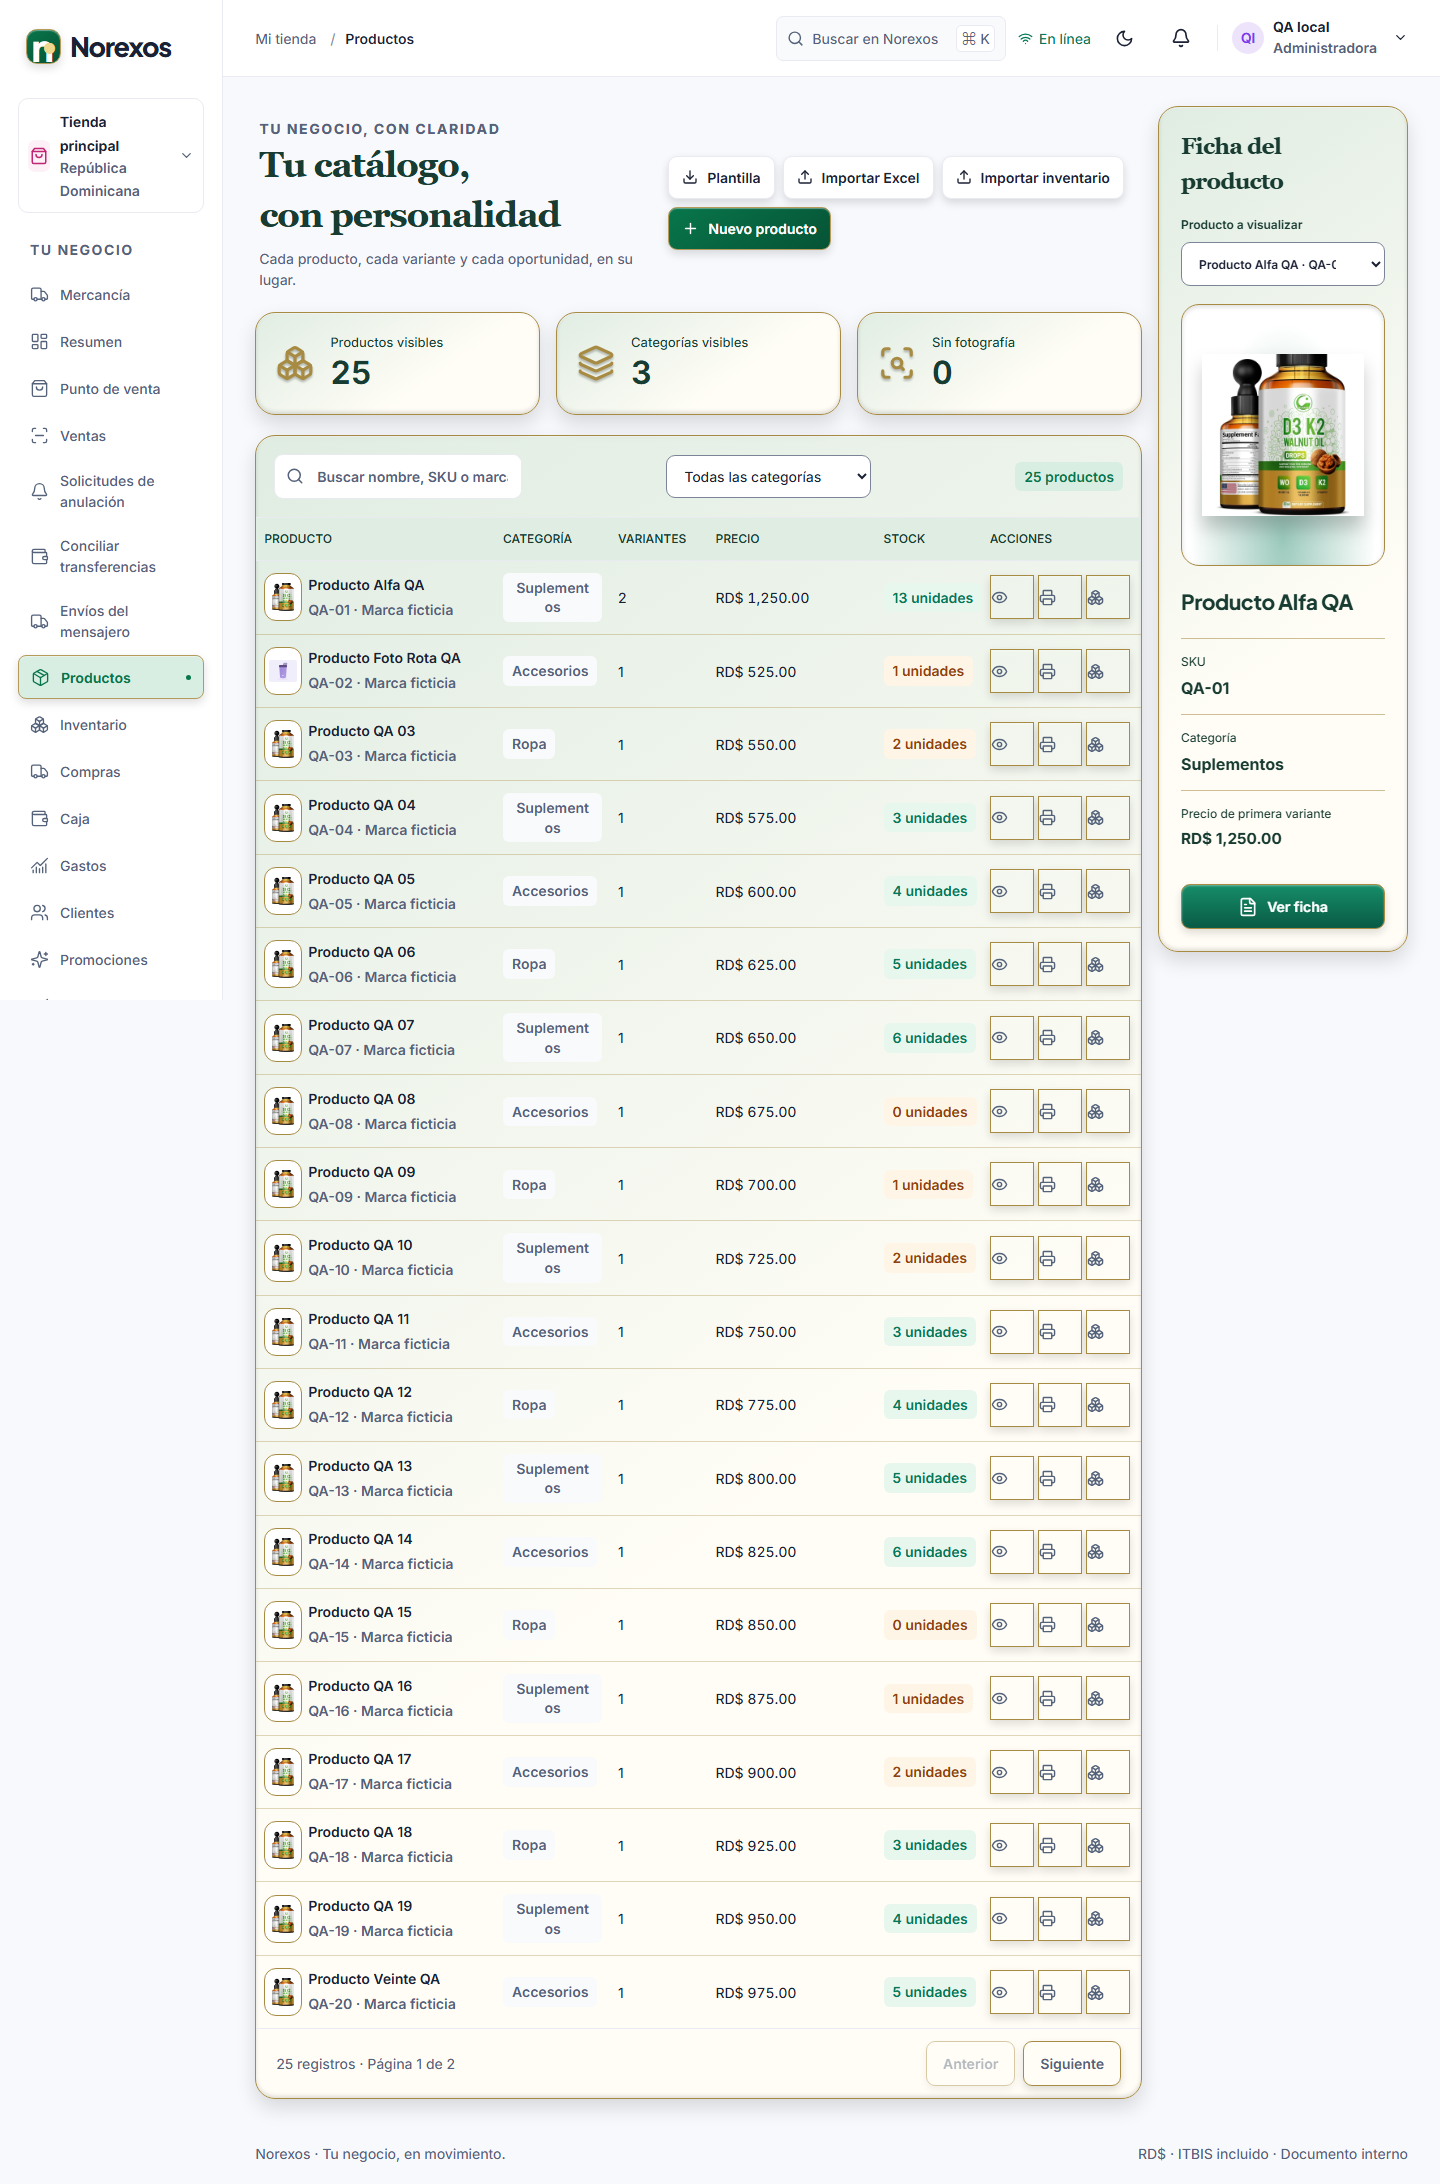 Norexos
Tienda
principal
República
Dominicana
TU NEGOCIO
Mercancía
Resumen
Punto de venta
Ventas
Solicitudes de
anulación
Conciliar
transferencias
Envíos del
mensajero
Productos
Inventario
Compras
Caja
Gastos
Clientes
Promociones
Mi tienda / Productos
Buscar en Norexos ⌘ K
En línea
QI
QA local
Administradora
TU NEGOCIO, CON CLARIDAD
Tu catálogo,
con personalidad
Cada producto, cada variante y cada oportunidad, en su
lugar.
Plantilla
Importar Excel
Importar inventario
Nuevo producto
Productos visibles
25
Categorías visibles
3
Sin fotografía
0
Buscar nombre, SKU o marc
Todas las categorías
25 productos
PRODUCTO CATEGORÍA VARIANTES PRECIO STOCK ACCIONES
Producto Alfa QA
QA-01 · Marca ficticia
Suplement
os
2 RD$ 1,250.00 13 unidades
Producto Foto Rota QA
QA-02 · Marca ficticia
Accesorios 1 RD$ 525.00 1 unidades
Producto QA 03
QA-03 · Marca ficticia
Ropa 1 RD$ 550.00 2 unidades
Producto QA 04
QA-04 · Marca ficticia
Suplement
os
1 RD$ 575.00 3 unidades
Producto QA 05
QA-05 · Marca ficticia
Accesorios 1 RD$ 600.00 4 unidades
Producto QA 06
QA-06 · Marca ficticia
Ropa 1 RD$ 625.00 5 unidades
Producto QA 07
QA-07 · Marca ficticia
Suplement
os
1 RD$ 650.00 6 unidades
Producto QA 08
QA-08 · Marca ficticia
Accesorios 1 RD$ 675.00 0 unidades
Producto QA 09
QA-09 · Marca ficticia
Ropa 1 RD$ 700.00 1 unidades
Producto QA 10
QA-10 · Marca ficticia
Suplement
os
1 RD$ 725.00 2 unidades
Producto QA 11
QA-11 · Marca ficticia
Accesorios 1 RD$ 750.00 3 unidades
Producto QA 12
QA-12 · Marca ficticia
Ropa 1 RD$ 775.00 4 unidades
Producto QA 13
QA-13 · Marca ficticia
Suplement
os
1 RD$ 800.00 5 unidades
Producto QA 14
QA-14 · Marca ficticia
Accesorios 1 RD$ 825.00 6 unidades
Producto QA 15
QA-15 · Marca ficticia
Ropa 1 RD$ 850.00 0 unidades
Producto QA 16
QA-16 · Marca ficticia
Suplement
os
1 RD$ 875.00 1 unidades
Producto QA 17
QA-17 · Marca ficticia
Accesorios 1 RD$ 900.00 2 unidades
Producto QA 18
QA-18 · Marca ficticia
Ropa 1 RD$ 925.00 3 unidades
Producto QA 19
QA-19 · Marca ficticia
Suplement
os
1 RD$ 950.00 4 unidades
Producto Veinte QA
QA-20 · Marca ficticia
Accesorios 1 RD$ 975.00 5 unidades
25 registros · Página 1 de 2
Anterior
Siguiente
Ficha del
producto
Producto a visualizar
Producto Alfa QA · QA-0
D3 K2
WALNUT OIL
DROPS
WO D3 K2
Producto Alfa QA
SKU
QA-01
Categoría
Suplementos
Precio de primera variante
RD$ 1,250.00
Ver ficha
Norexos · Tu negocio, en movimiento.
RD$ · ITBIS incluido · Documento interno